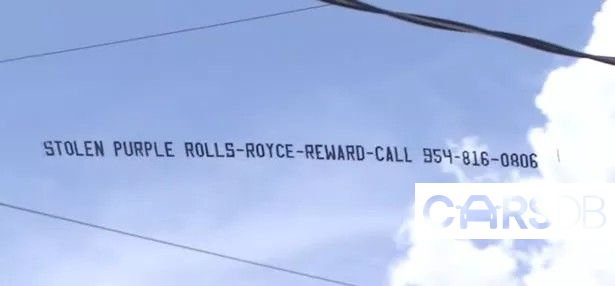 STOLEN PURPLE ROLLS-ROYCE-REWARD-CALL 954-816-0806
CARSDB